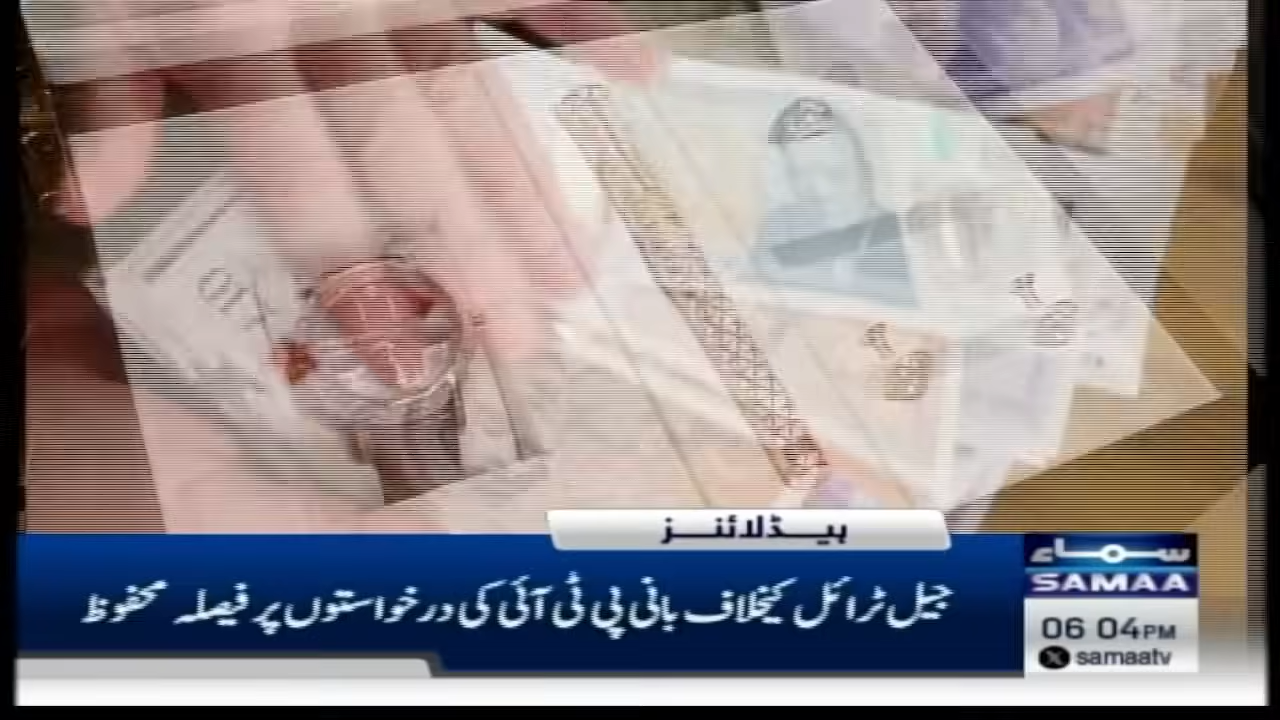 ہیڈلائنز
جیل ٹرائل کیخلاف بانی پی ٹی آئی کی درخواستوں پر فیصلہ محفوظ
سماء
SAMAA
06 04PM
X samaatv